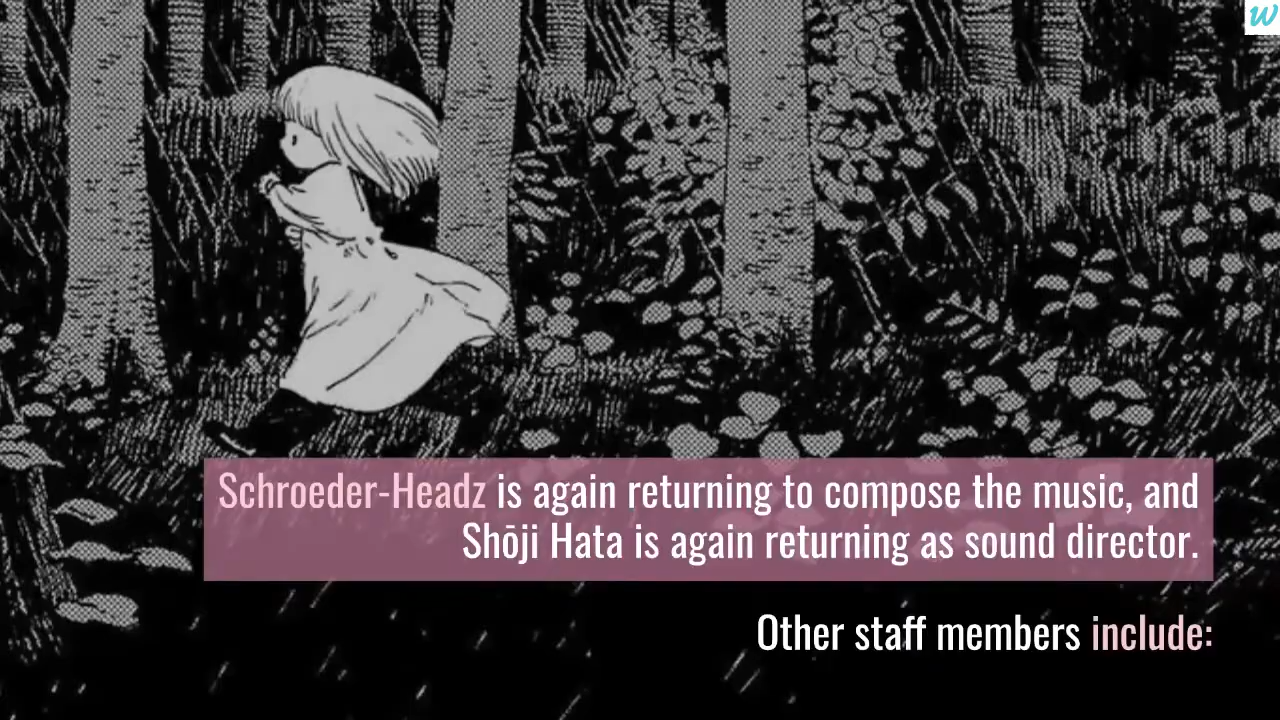 w
Schroeder-Headz is again returning to compose the music, and
Shōji Hata is again returning as sound director.
Other staff members include: